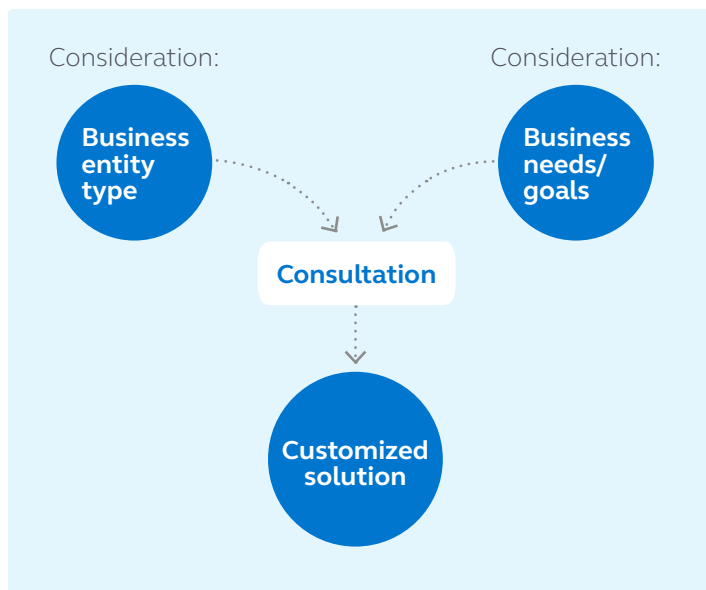 Consideration:
Business
entity
type
Consideration:
Business
needs/
goals
Consultation
Customized
solution